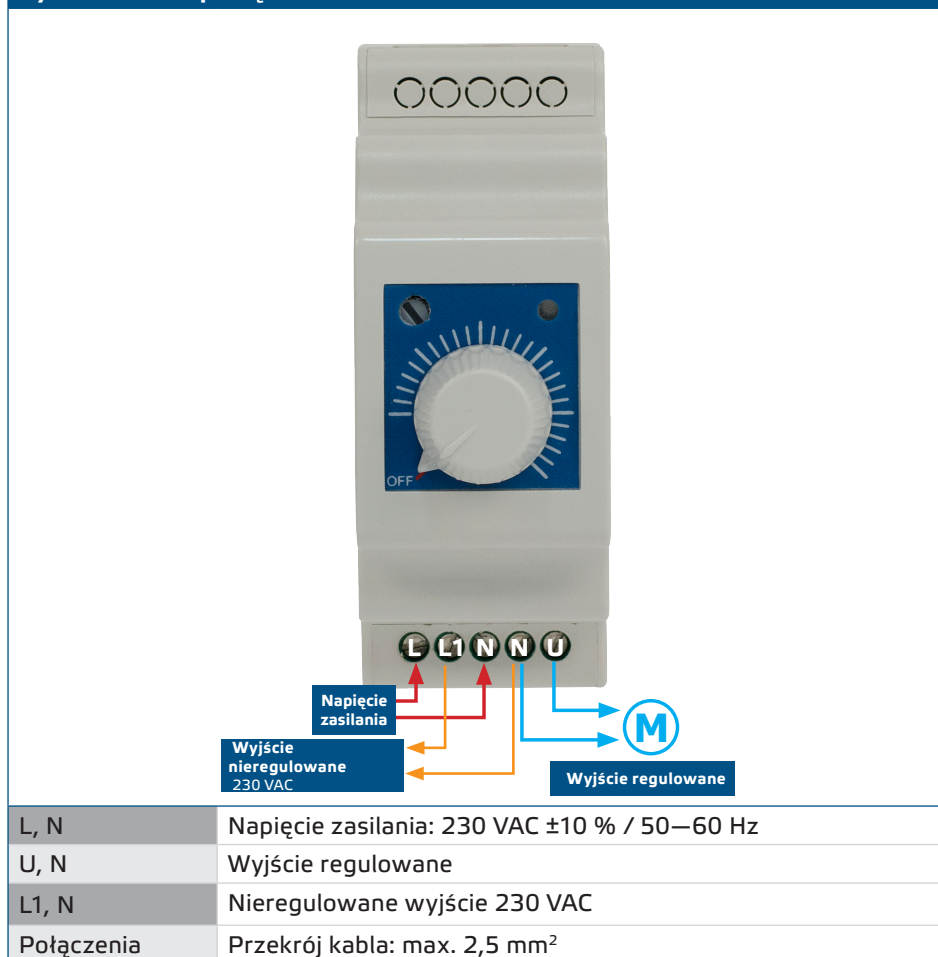 OFF
L L1 N N U
Napięcie
zasilania
Wyjście
nieregulowane
230 VAC
M
Wyjście regulowane
L, N Napięcie zasilania: 230 VAC ±10 % / 50—60 Hz
U, N Wyjście regulowane
L1, N Nieregulowane wyjście 230 VAC
Połączenia Przekrój kabla: max. 2,5 mm²